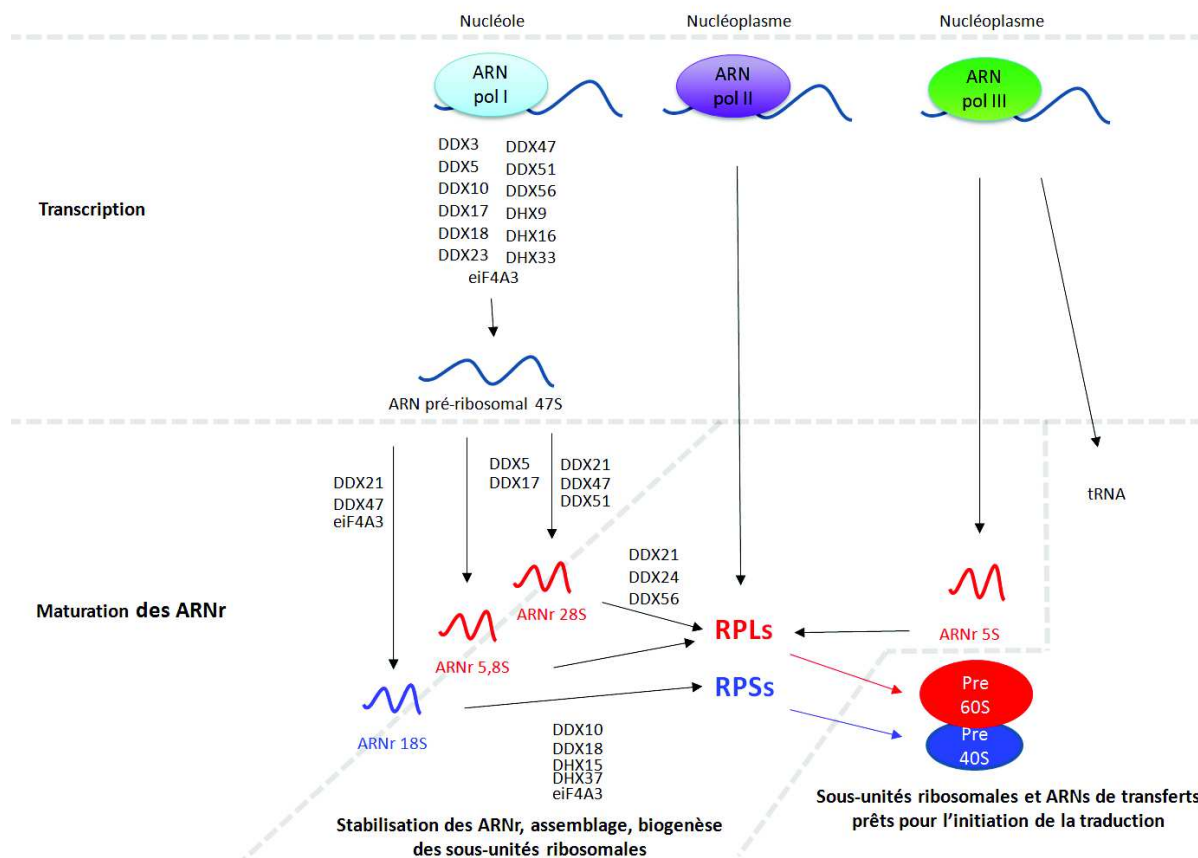 Nucléole
Nucléoplasme
Nucléoplasme
ARN
pol I
ARN
pol II
ARN
pol III
Transcription
DDX3
DDX5
DDX10
DDX17
DDX18
DDX23
DDX47
DDX51
DDX56
DHX9
DHX16
DHX33
eiF4A3
ARN pré-ribosomal 47S
Maturation des ARNr
DDX21
DDX47
eiF4A3
DDX5
DDX17
DDX21
DDX47
DDX51
tRNA
ARNr 28S
ARNr 5,8S
ARNr 18S
DDX21
DDX24
DDX56
RPLs
RPSs
ARNr 5S
Pre
60S
Pre
40S
DDX10
DDX18
DHX15
DHX37
eiF4A3
Stabilisation des ARNr, assemblage, biogenèse
des sous-unités ribosomales
Sous-unités ribosomales et ARNs de transferts
prêts pour l'initiation de la traduction